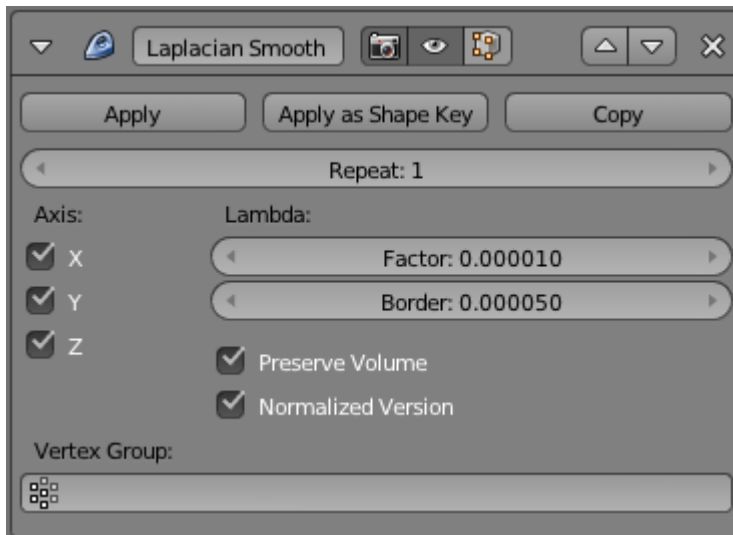 Laplacian Smooth
Apply
Apply as Shape Key
Copy
Repeat: 1
Axis:
Lambda:
X
Factor: 0.000010
Y
Border: 0.000050
Z
Preserve Volume
Normalized Version
Vertex Group: